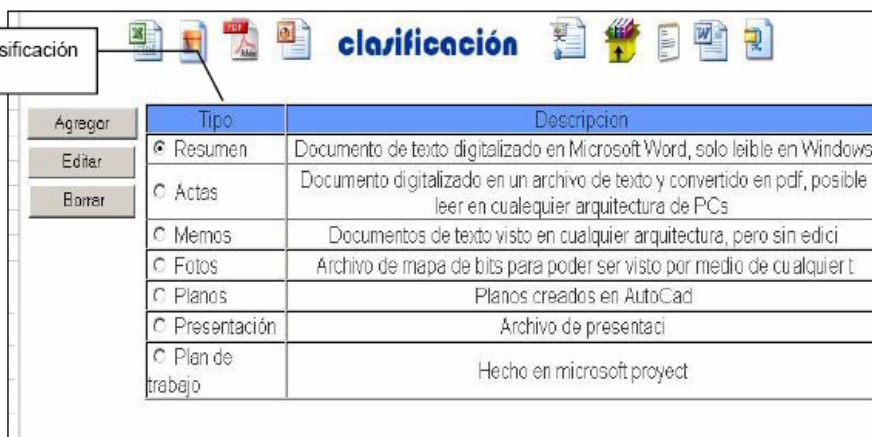 sificación
PDF
Adobe
clasificación
Agregar
Editar
Borrar
Tipo
Descripcion
Resumen
Documento de texto digitalizado en Microsoft Word, solo leible en Windows
Actas
Documento digitalizado en un archivo de texto y convertido en pdf, posible
leer en cualequier arquitectura de PCs
Memos
Documentos de texto visto en cualquier arquitectura, pero sin edici
Fotos
Archivo de mapa de bits para poder ser visto por medio de cualquier t
Planos
Planos creados en AutoCad
Presentación
Archivo de presentaci
Plan de
trabajo
Hecho en microsoft proyect